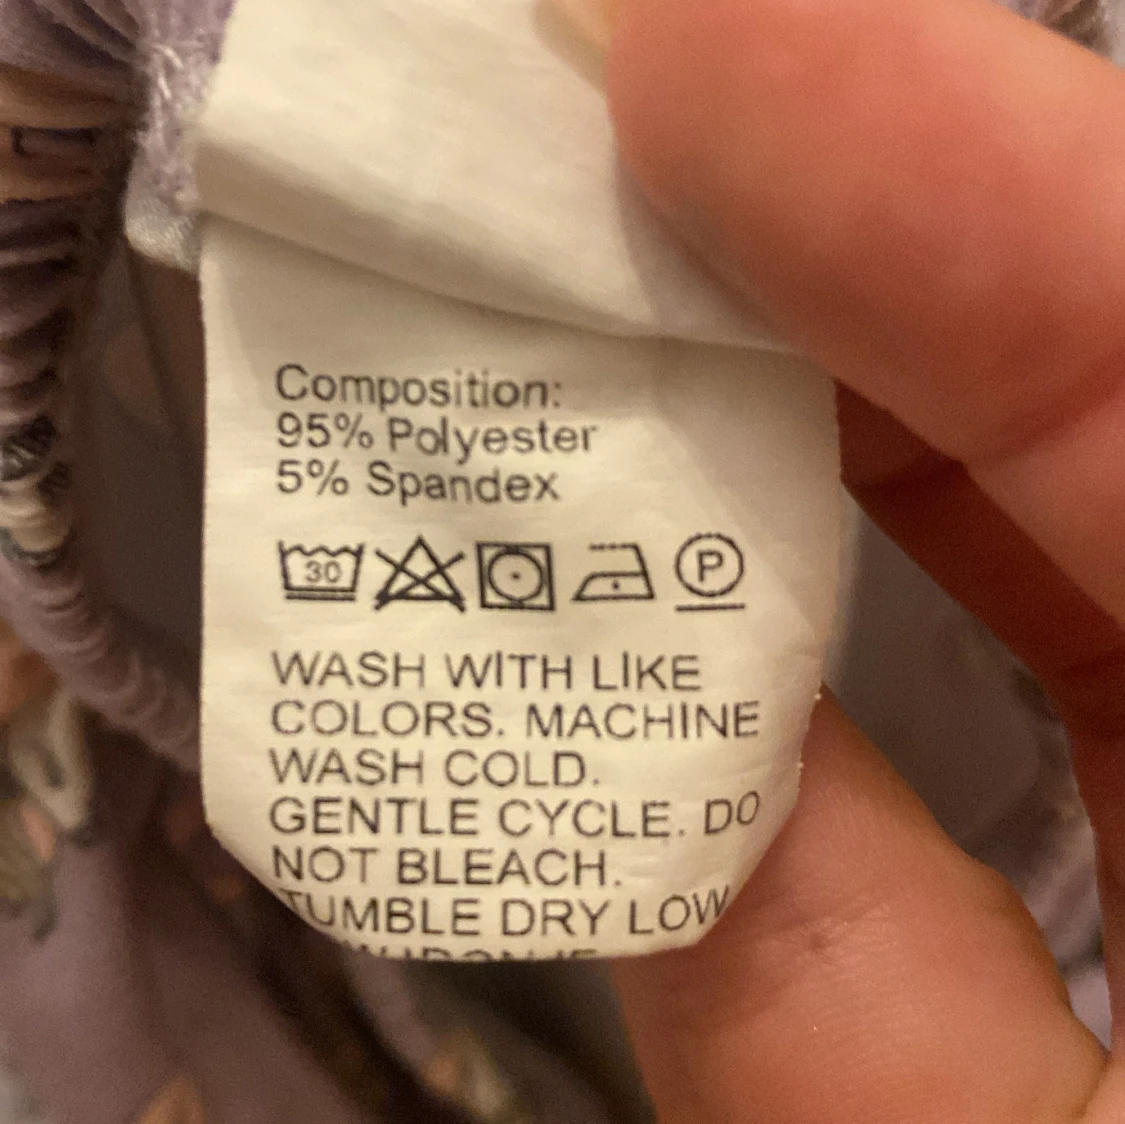 Composition:
95% Polyester
5% Spandex
30 P
WASH WITH LIKE
COLORS. MACHINE
WASH COLD.
GENTLE CYCLE. DO
NOT BLEACH.
TUMBLE DRY LOW